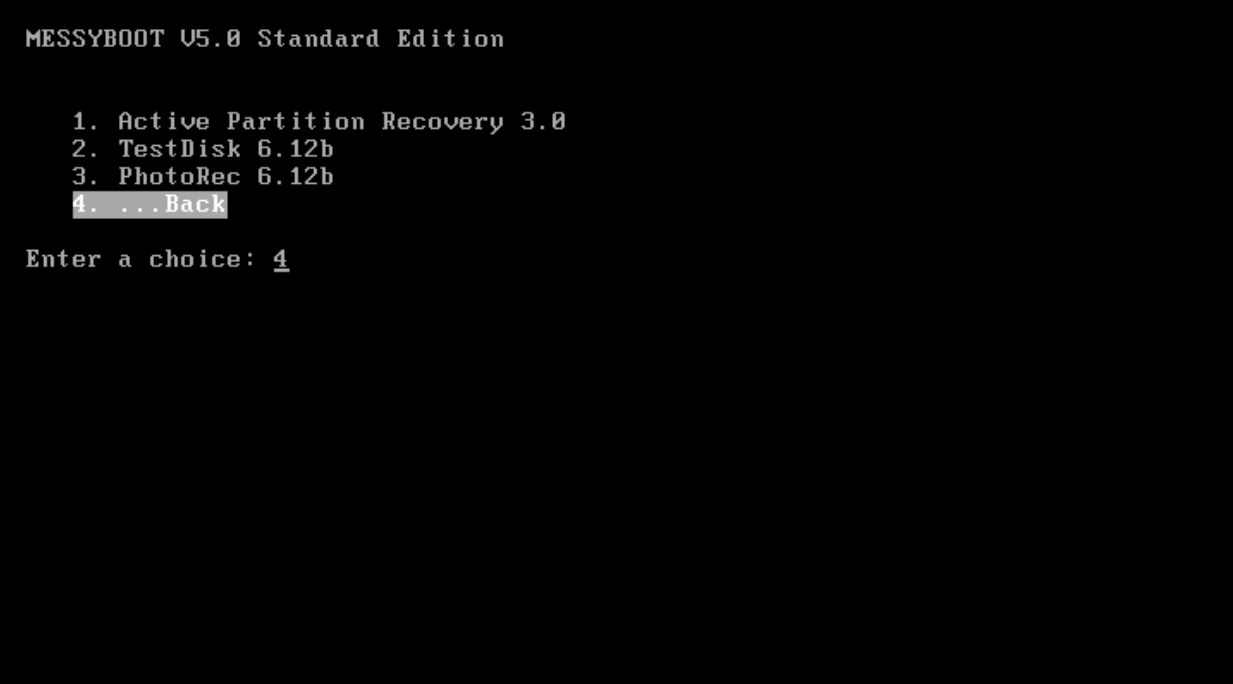 MESSYBOOT V5.0 Standard Edition
1. Active Partition Recovery 3.0
2. TestDisk 6.12b
3. PhotoRec 6.12b
4. ...Back
Enter a choice: 4